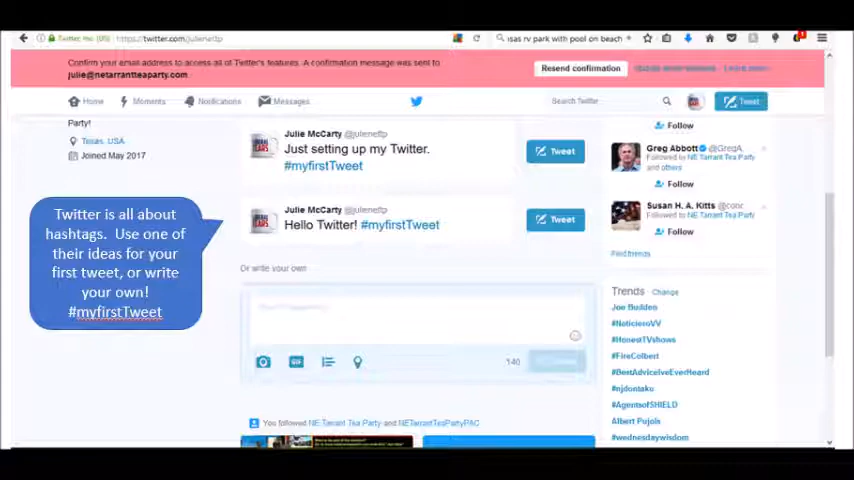 Twitter, Inc. (US)
https://twitter.com/julienettp
sas rv park with pool on beach
Confirm your email address to access all of Twitter's features. A confirmation message was sent to
julie@netarrantteaparty.com.
Resend confirmation
Home
Moments
Notifications
Messages
Search Twitter
Tweet
Party!
Texas, USA
Joined May 2017
Julie McCarty @julienettp
Just setting up my Twitter.
#myfirstTweet
Tweet
Julie McCarty @julienettp
Hello Twitter! #myfirstTweet
Tweet
Or write your own
GIF
140
You followed NE Tarrant Tea Party and NETarrantTeaPartyPAC
Twitter is all about
hashtags. Use one of
their ideas for your
first tweet, or write
your own!
#myfirstTweet
Follow
Greg Abbott @GregA
Followed by NE Tarrant Tea Party
and others
Follow
Susan H. A. Kitts @conc
Followed by
NE Tarrant Tea Party
Follow
Find friends
Trends Change
Joe Budden
#NoticieroVV
#HonestTVshows
#FireColbert
#BestAdviceIveEverHeard
#njdontake
#AgentsofSHIELD
Albert Pujols
#wednesdaywisdom